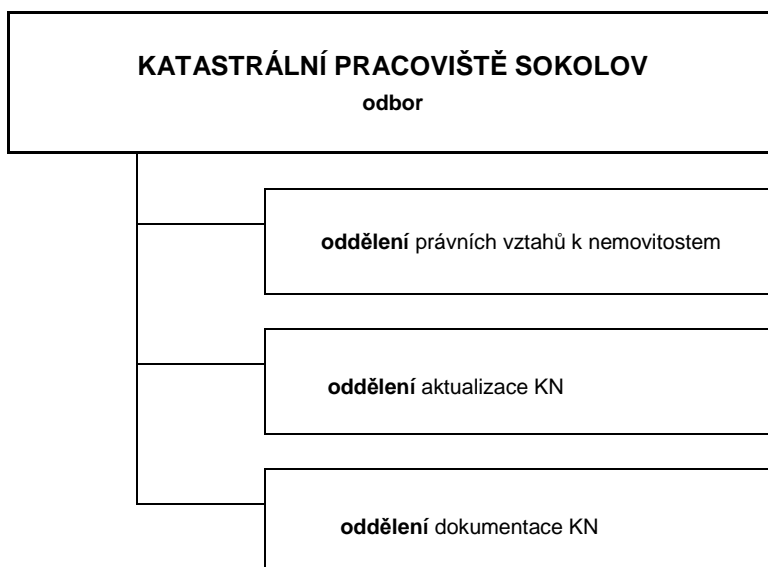 KATASTRÁLNÍ PRACOVIŠTĚ SOKOLOV
odbor
oddělení právních vztahů k nemovitostem
oddělení aktualizace KN
oddělení dokumentace KN